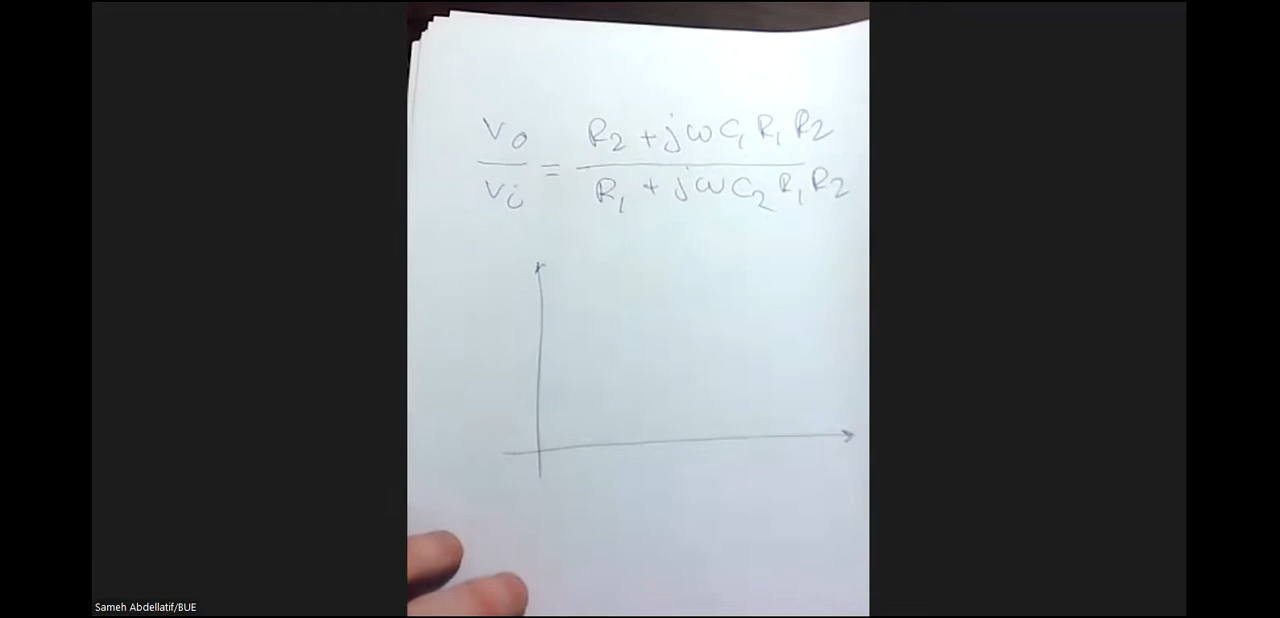 Vo/Vi = (R2 + jωC1R1R2)/(R1 + jωC2R1R2)
Sameh Abdellatif/BUE